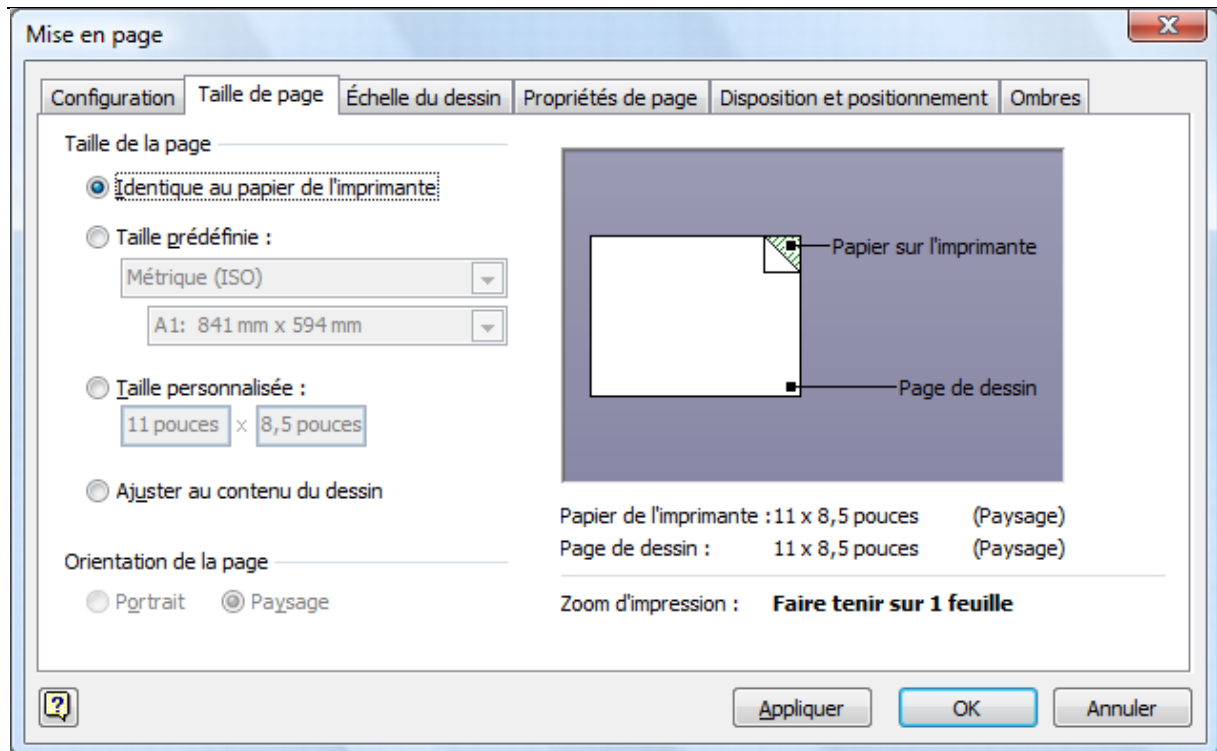 Mise en page
Configuration Taille de page Échelle du dessin Propriétés de page Disposition et positionnement Ombres
Taille de la page
Identique au papier de l'imprimante
Taille prédéfinie :
Métrique (ISO)
A1: 841 mm x 594 mm
Taille personnalisée :
11 pouces x 8,5 pouces
Ajuster au contenu du dessin
Orientation de la page
Portrait Paysage
Papier sur l'imprimante
Page de dessin
Papier de l'imprimante : 11 x 8,5 pouces (Paysage)
Page de dessin : 11 x 8,5 pouces (Paysage)
Zoom d'impression : Faire tenir sur 1 feuille
Appliquer OK Annuler